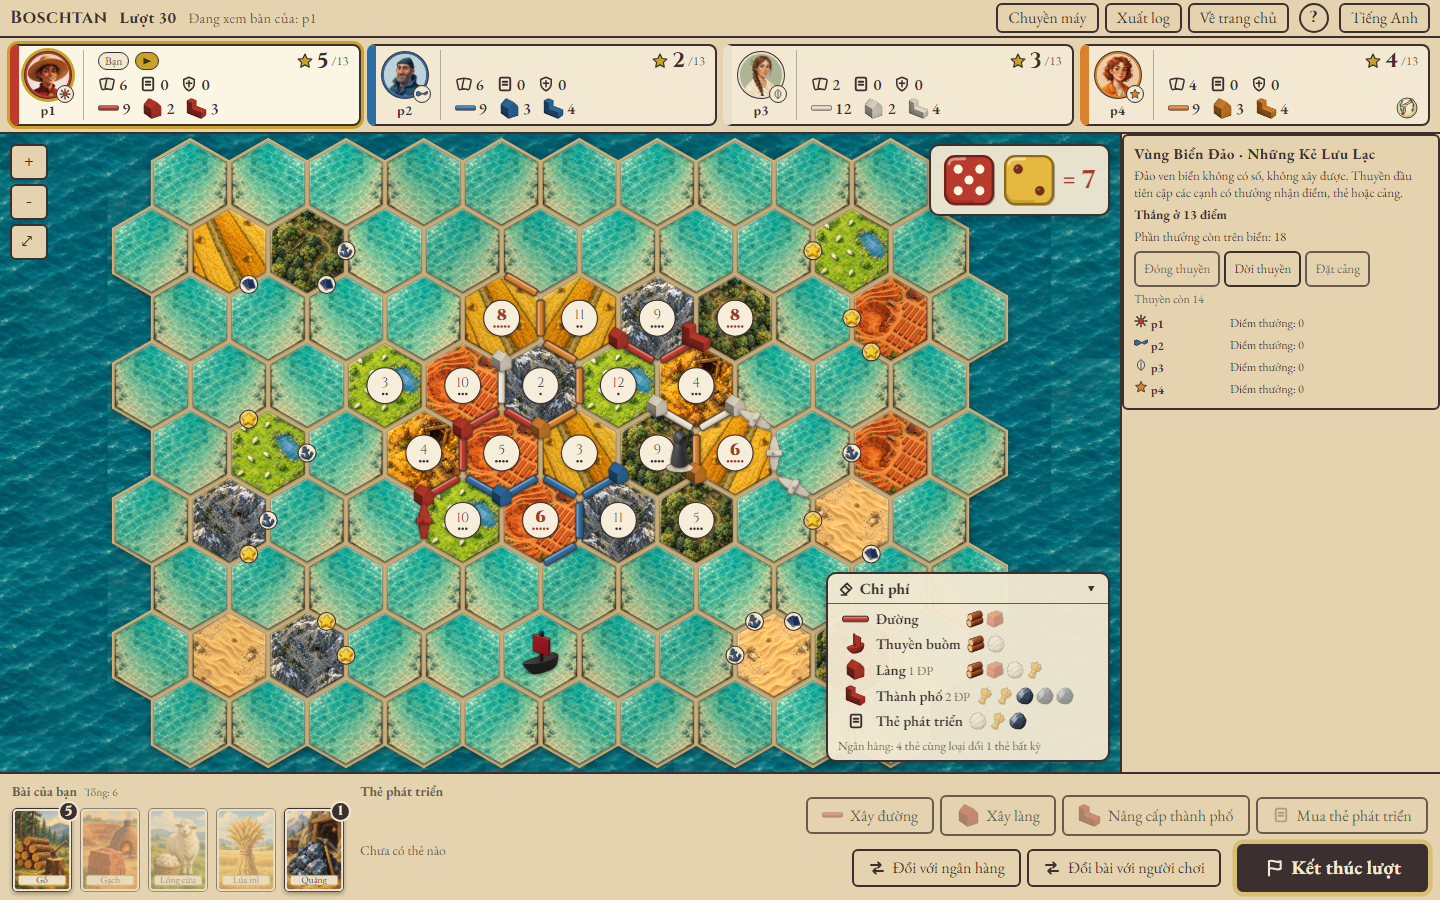 BOSCHTAN Lượt 30 Đang xem bàn của: p1
Chuyền máy Xuất log Về trang chủ ? Tiếng Anh
Bạn 5 /13
6 0 0
p1 9 2 3
2 /13
6 0 0
p2 9 3 4
3 /13
2 0 0
p3 12 2 4
4 /13
4 0 0
p4 9 3 4
+
-
= 7
8 11 9 8
3 10 2 12 4
4 5 3 9 6
10 6 11 5
Vùng Biển Đảo · Những Kẻ Lưu Lạc
Đảo ven biển không có số, không xây được. Thuyền đầu
tiên cập các cạnh có thưởng nhận điểm, thẻ hoặc cảng.
Thắng ở 13 điểm
Phần thưởng còn trên biển: 18
Đóng thuyền Dời thuyền Đặt cảng
Thuyền còn 14
p1 Điểm thưởng: 0
p2 Điểm thưởng: 0
p3 Điểm thưởng: 0
p4 Điểm thưởng: 0
Chi phí
Đường
Thuyền buồm
Làng 1 ĐP
Thành phố 2 ĐP
Thẻ phát triển
Ngân hàng: 4 thẻ cùng loại đổi 1 thẻ bất kỳ
Bài của bạn Tổng: 6
5 1
Gỗ Gạch Lông cừu Lúa mì Quặng
Thẻ phát triển
Chưa có thẻ nào
Xây đường Xây làng Nâng cấp thành phố Mua thẻ phát triển
Đổi với ngân hàng Đổi bài với người chơi Kết thúc lượt